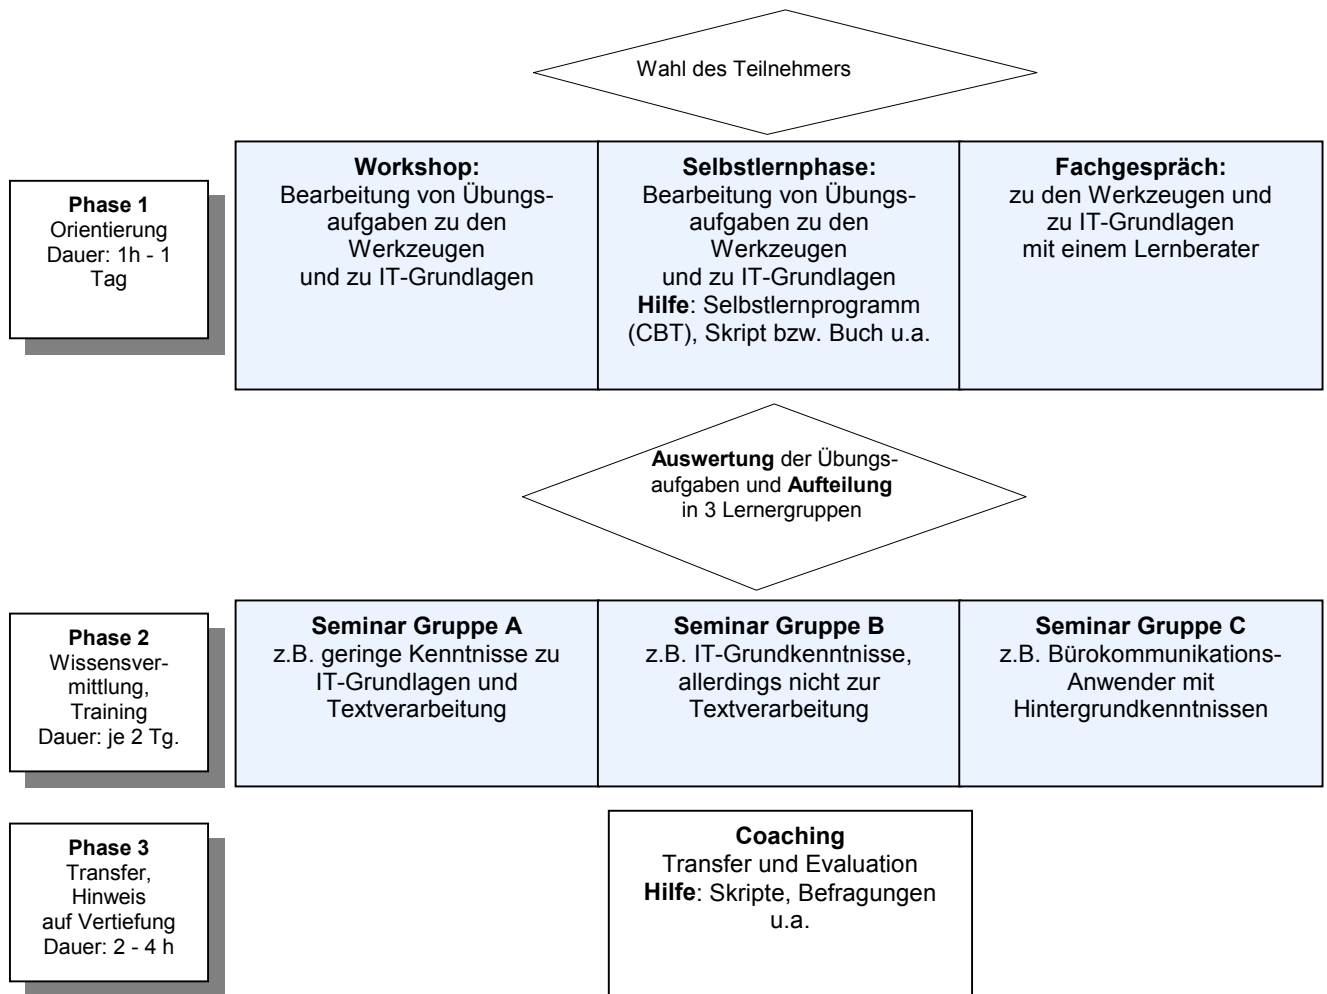 Wahl des Teilnehmers
Phase 1
Orientierung
Dauer: 1h - 1
Tag
Workshop:
Bearbeitung von Übungs-
aufgaben zu den
Werkzeugen
und zu IT-Grundlagen
Selbstlernphase:
Bearbeitung von Übungs-
aufgaben zu den
Werkzeugen
und zu IT-Grundlagen
Hilfe: Selbstlernprogramm
(CBT), Skript bzw. Buch u.a.
Fachgespräch:
zu den Werkzeugen und
zu IT-Grundlagen
mit einem Lernberater
Auswertung der Übungs-
aufgaben und Aufteilung
in 3 Lernergruppen
Phase 2
Wissensver-
mittlung,
Training
Dauer: je 2 Tg.
Seminar Gruppe A
z.B. geringe Kenntnisse zu
IT-Grundlagen und
Textverarbeitung
Seminar Gruppe B
z.B. IT-Grundkenntnisse,
allerdings nicht zur
Textverarbeitung
Seminar Gruppe C
z.B. Bürokommunikations-
Anwender mit
Hintergrundkenntnissen
Phase 3
Transfer,
Hinweis
auf Vertiefung
Dauer: 2 - 4 h
Coaching
Transfer und Evaluation
Hilfe: Skripte, Befragungen
u.a.